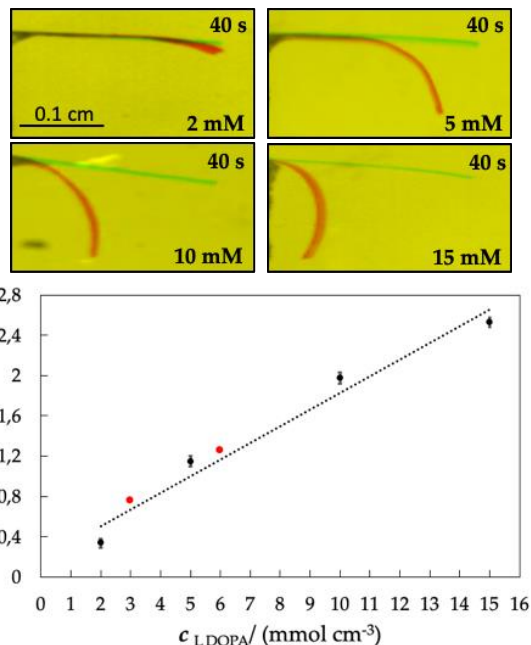 40 s
0.1 cm
2 mM
40 s
5 mM
40 s
10 mM
40 s
15 mM
2,8
2,4
2
1,6
1,2
0,8
0,4
0
0 1 2 3 4 5 6 7 8 9 10 11 12 13 14 15 16
c L DOPA/ (mmol cm-3)